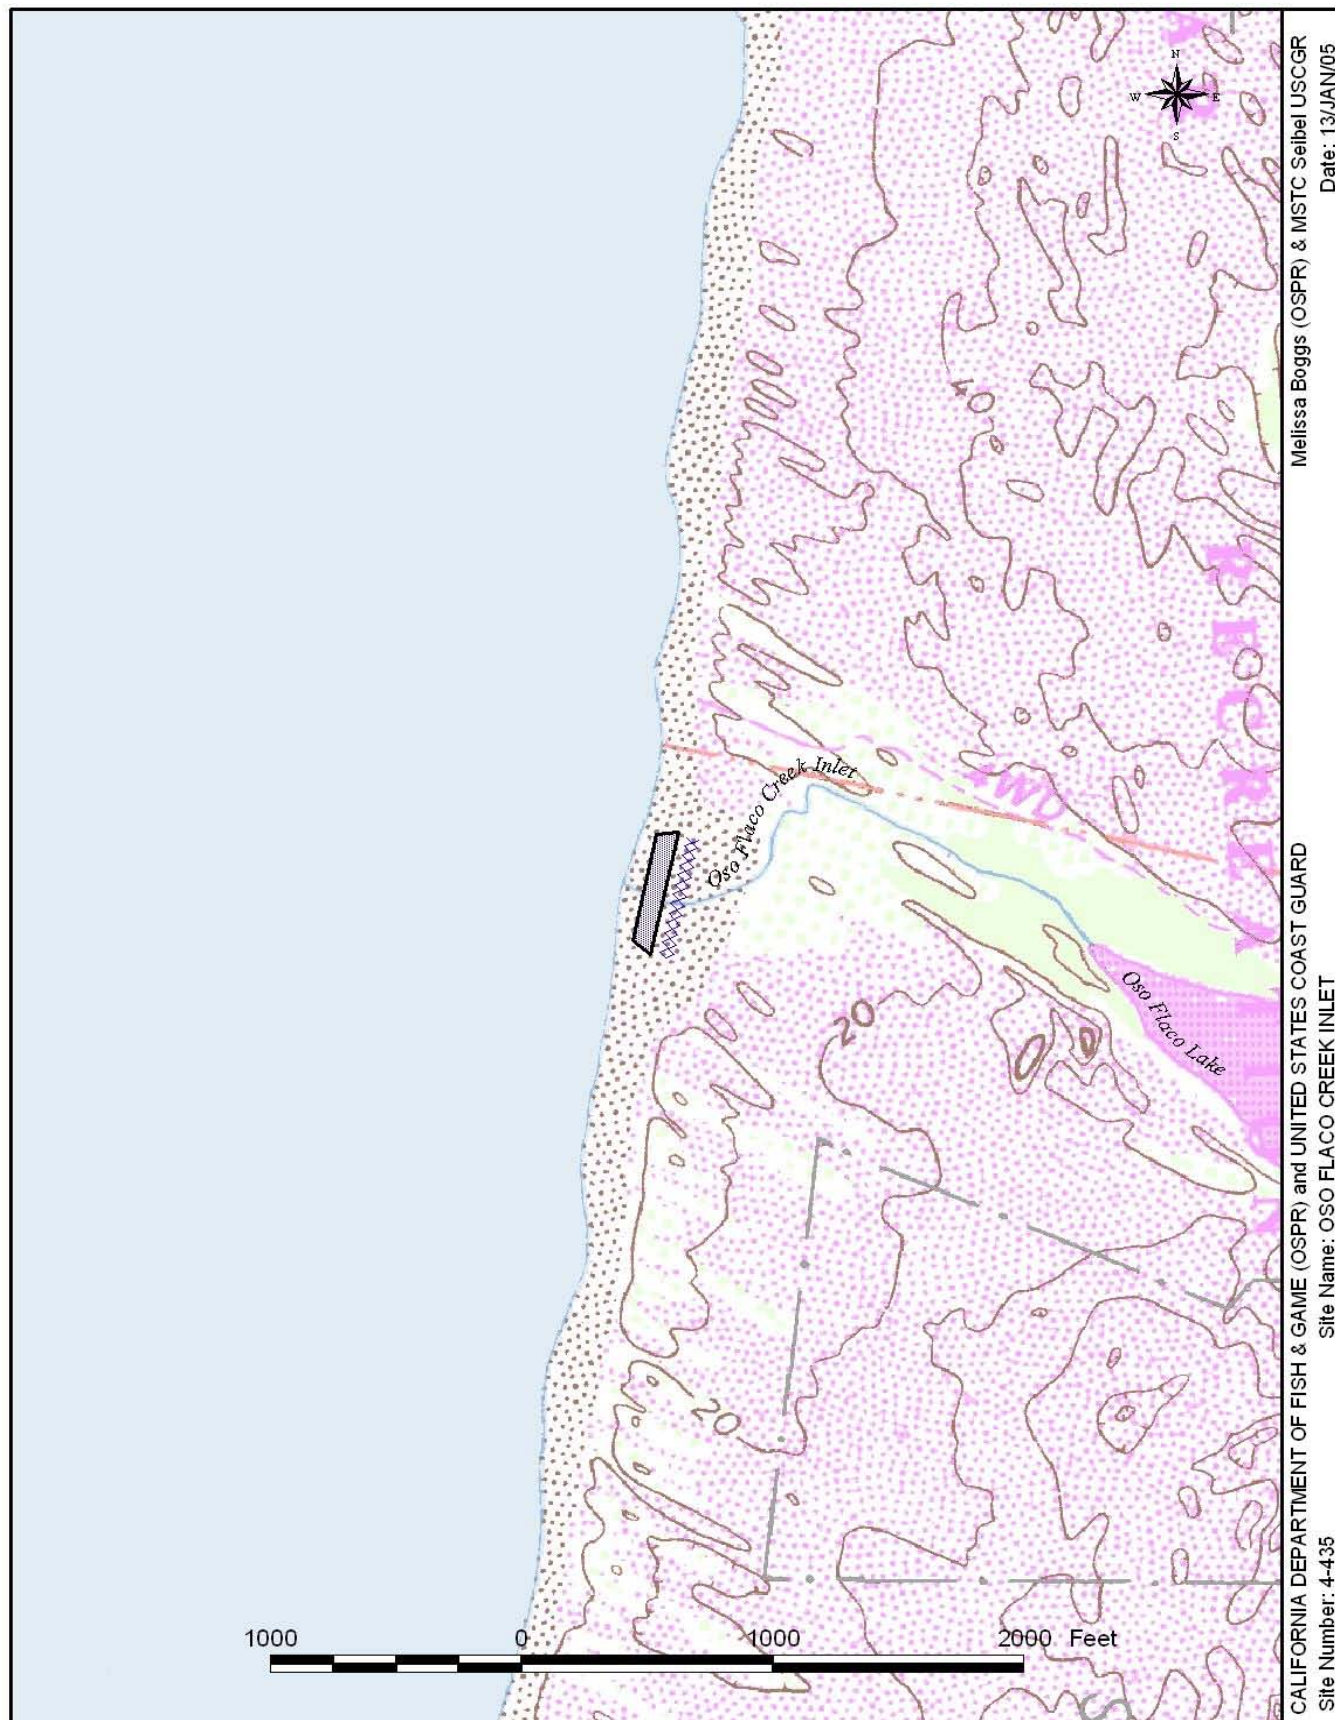 N
W E
S
40
RECREATION
4WD
Oso Flaco Creek Inlet
Oso Flaco Lake
20
20
1000 0 1000 2000 Feet
S
CALIFORNIA DEPARTMENT OF FISH & GAME (OSPR) and UNITED STATES COAST GUARD Melissa Boggs (OSPR) & MSTC Seibel USCGR
Site Number: 4-435 Site Name: OSO FLACO CREEK INLET Date: 13/JAN/05